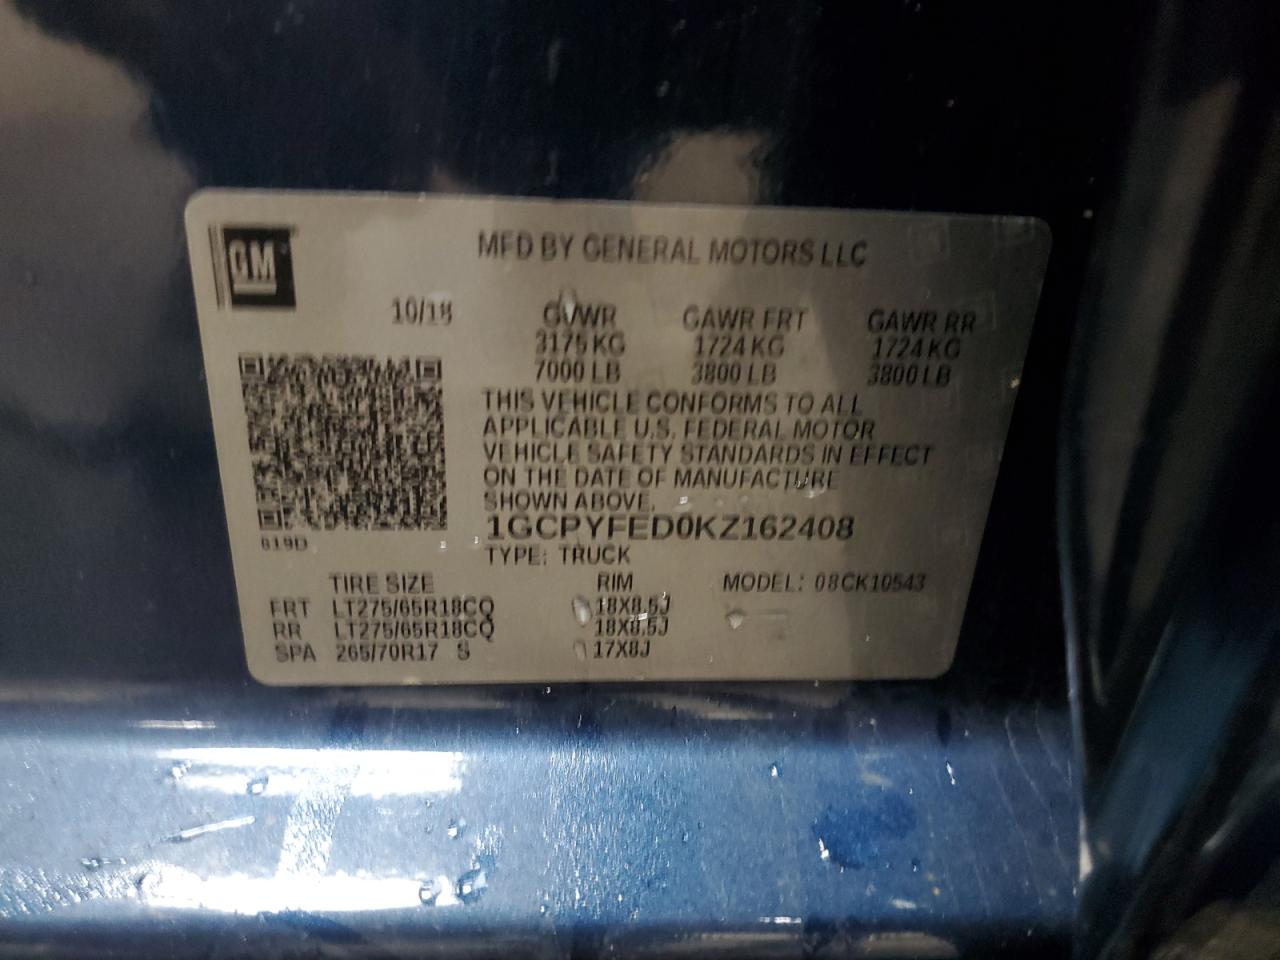 GM
MFD BY GENERAL MOTORS LLC
10/18 GVWR GAWR FRT GAWR RR
3175 KG 1724 KG 1724 KG
7000 LB 3800 LB 3800 LB
THIS VEHICLE CONFORMS TO ALL
APPLICABLE U.S. FEDERAL MOTOR
VEHICLE SAFETY STANDARDS IN EFFECT
ON THE DATE OF MANUFACTURE
SHOWN ABOVE.
1GCPYFED0KZ162408
619D
TYPE: TRUCK
TIRE SIZE RIM MODEL: 08CK10543
FRT LT275/65R18CQ 18X8.5J
RR LT275/65R18CQ 18X8.5J
SPA 265/70R17 S 17X8J